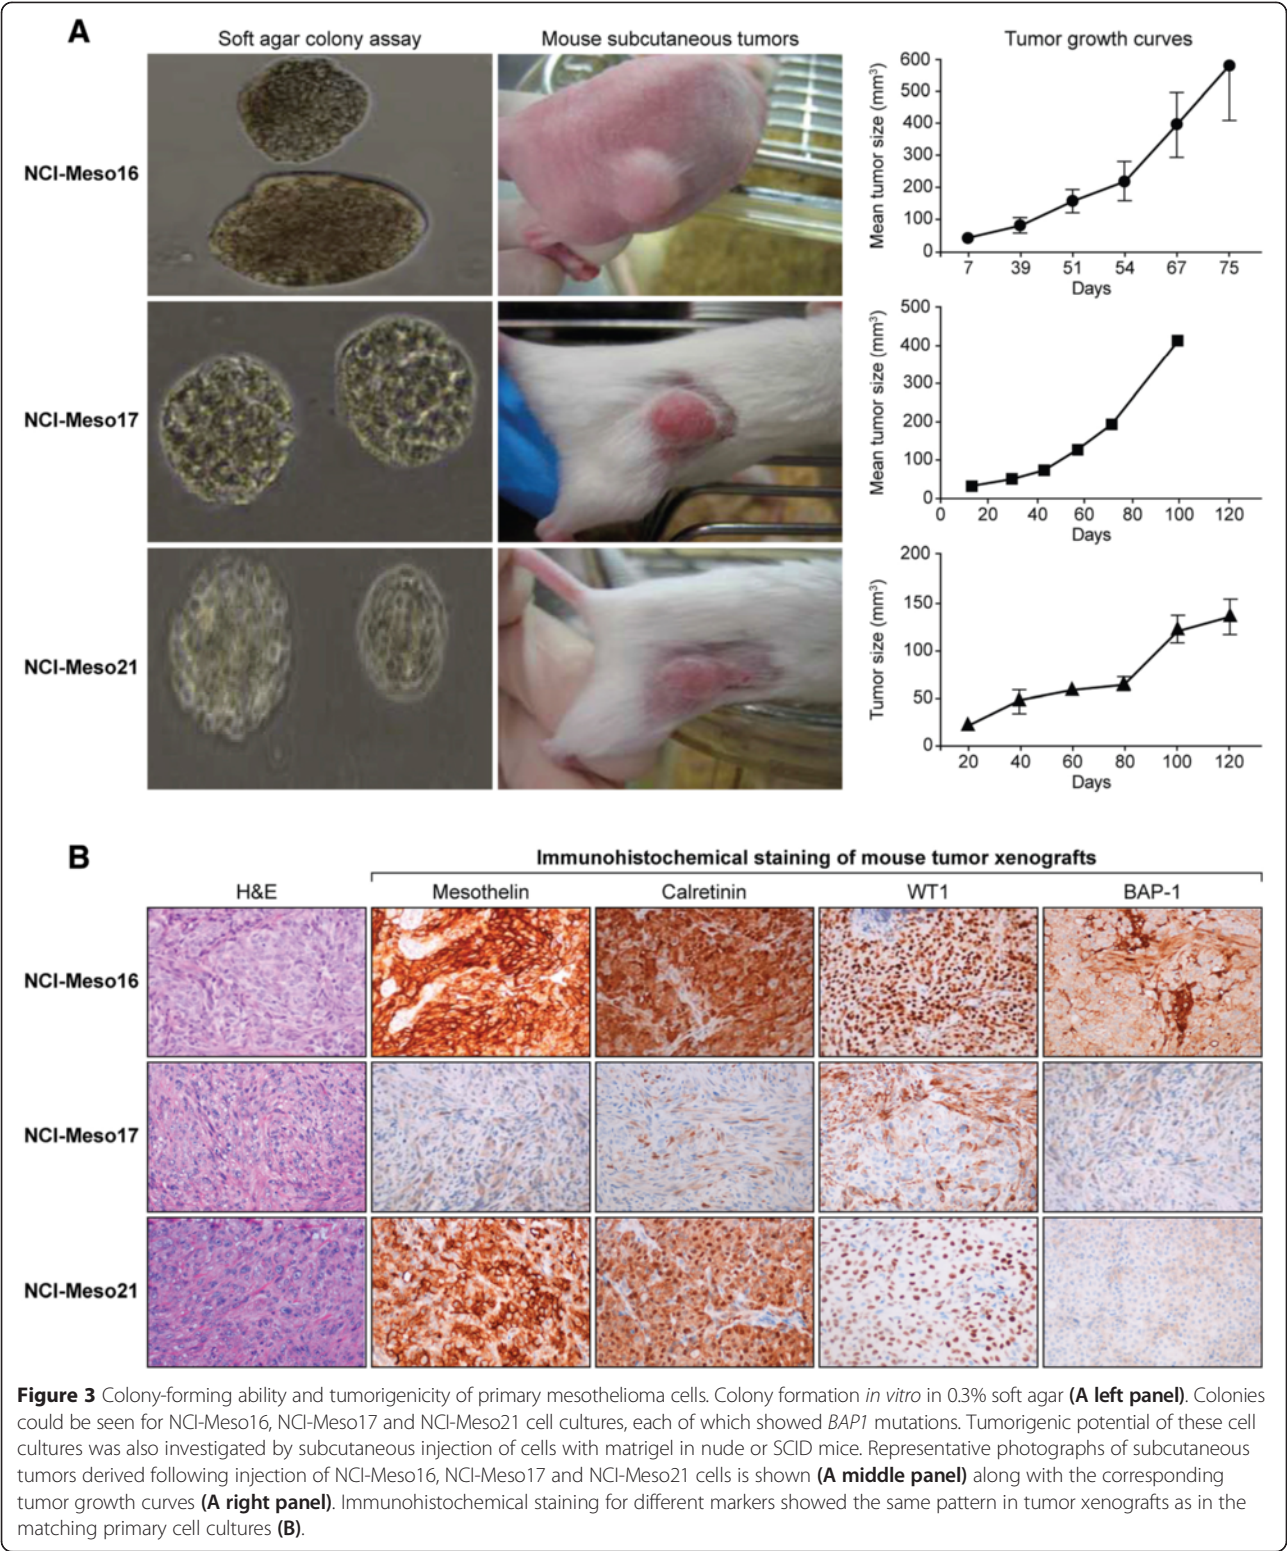 A
Soft agar colony assay
Mouse subcutaneous tumors
Tumor growth curves
NCI-Meso16
Mean tumor size (mm³)
600
500
400
300
200
100
0
7 39 51 54 67 75
Days
NCI-Meso17
Mean tumor size (mm³)
500
400
300
200
100
0
0 20 40 60 80 100 120
Days
NCI-Meso21
Tumor size (mm³)
200
150
100
50
0
20 40 60 80 100 120
Days
B
Immunohistochemical staining of mouse tumor xenografts
H&E Mesothelin Calretinin WT1 BAP-1
NCI-Meso16
NCI-Meso17
NCI-Meso21
Figure 3 Colony-forming ability and tumorigenicity of primary mesothelioma cells. Colony formation in vitro in 0.3% soft agar (A left panel). Colonies
could be seen for NCI-Meso16, NCI-Meso17 and NCI-Meso21 cell cultures, each of which showed BAP1 mutations. Tumorigenic potential of these cell
cultures was also investigated by subcutaneous injection of cells with matrigel in nude or SCID mice. Representative photographs of subcutaneous
tumors derived following injection of NCI-Meso16, NCI-Meso17 and NCI-Meso21 cells is shown (A middle panel) along with the corresponding
tumor growth curves (A right panel). Immunohistochemical staining for different markers showed the same pattern in tumor xenografts as in the
matching primary cell cultures (B).